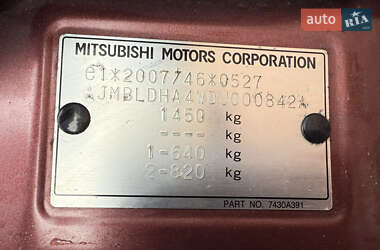 auto RIA.com
MITSUBISHI MOTORS CORPORATION
e1*2007/46*0527
1450 kg
---- kg
1-640 kg
2-820 kg
PART NO. 7430A391